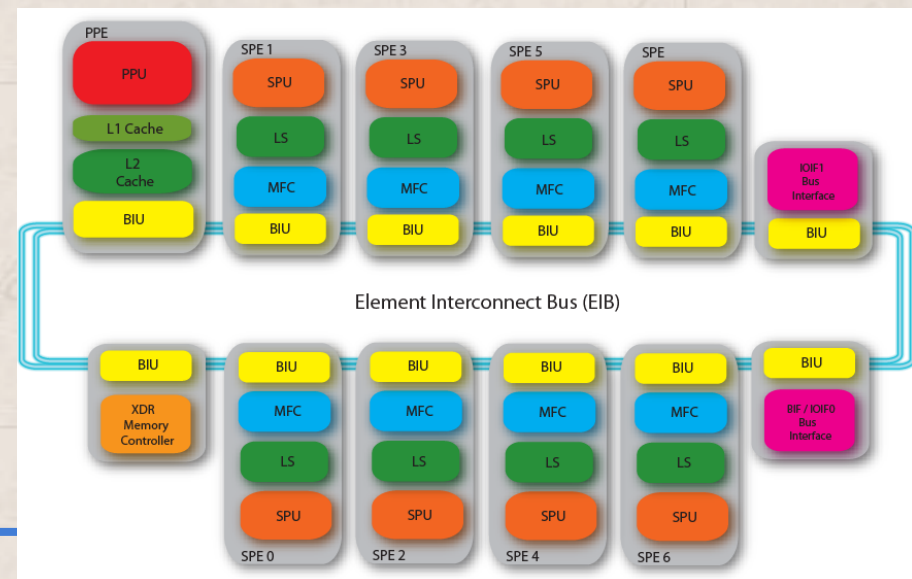 PPE
PPU
L1 Cache
L2
Cache
BIU
SPE 1
SPU
LS
MFC
BIU
SPE 3
SPU
LS
MFC
BIU
SPE 5
SPU
LS
MFC
BIU
SPE
SPU
LS
MFC
BIU
IOIF1
Bus
Interface
BIU
Element Interconnect Bus (EIB)
BIU
XDR
Memory
Controller
BIU
MFC
LS
SPU
SPE 0
BIU
MFC
LS
SPU
SPE 2
BIU
MFC
LS
SPU
SPE 4
BIU
MFC
LS
SPU
SPE 6
BIU
BIF / IOIF0
Bus
Interface